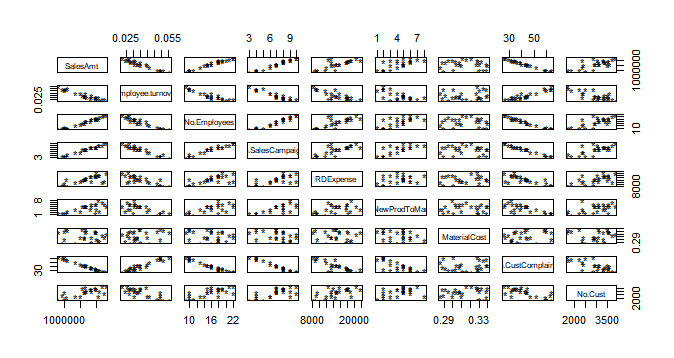 0.025 0.055 3 6 9 1 4 7 30 50
SalesAmt
1000000
0.025
mployee.turnov
No.Employees
10
3
.SalesCampaig
RDExpense
8000
1 8
NewProdToMa
MaterialCost
0.29
30
.CustComplain
No.Cust
2000
1000000 10 16 22 8000 20000 0.29 0.33 2000 3500